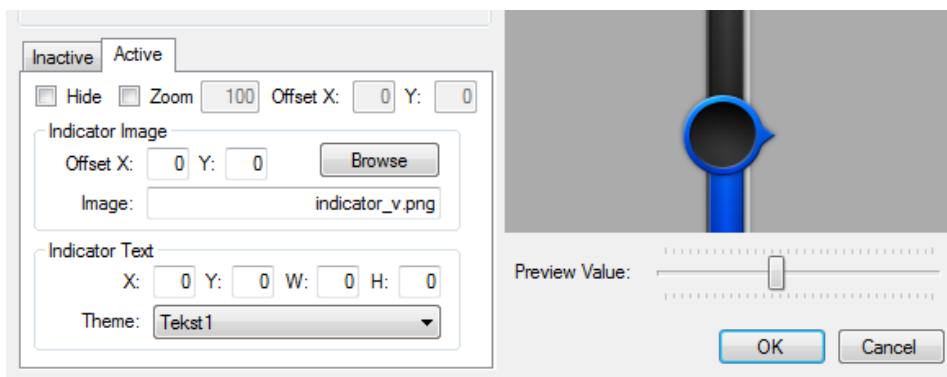 Inactive Active
Hide Zoom 100 Offset X: 0 Y: 0
Indicator Image
Offset X: 0 Y: 0 Browse
Image: indicator_v.png
Indicator Text
X: 0 Y: 0 W: 0 H: 0
Theme: Tekst1
Preview Value:
OK Cancel